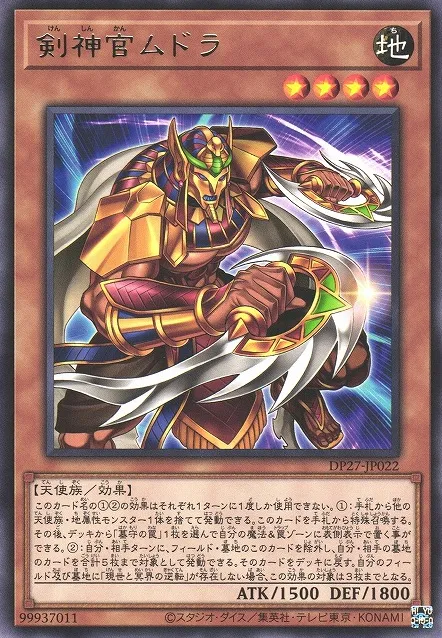 剣神官ムドラ
地
DP27-JP022
【天使族／効果】
このカード名の①②の効果はそれぞれ1ターンに1度しか使用できない。①：手札から他の
天使族・地属性モンスター1体を捨てて発動できる。このカードを手札から特殊召喚する。
その後、デッキから「墓守の罠」1枚を選んで自分の魔法＆罠ゾーンに表側表示で置く事が
できる。②：自分・相手ターンに、フィールド・墓地のこのカードを除外し、自分・相手の墓地
のカードを合計5枚まで対象として発動できる。そのカードをデッキに戻す。自分のフィー
ルド及び墓地に「現世と冥界の逆転」が存在しない場合、この効果の対象は3枚までとなる。
ATK/1500 DEF/1800
99937011
©スタジオ・ダイス／集英社・テレビ東京・KONAMI